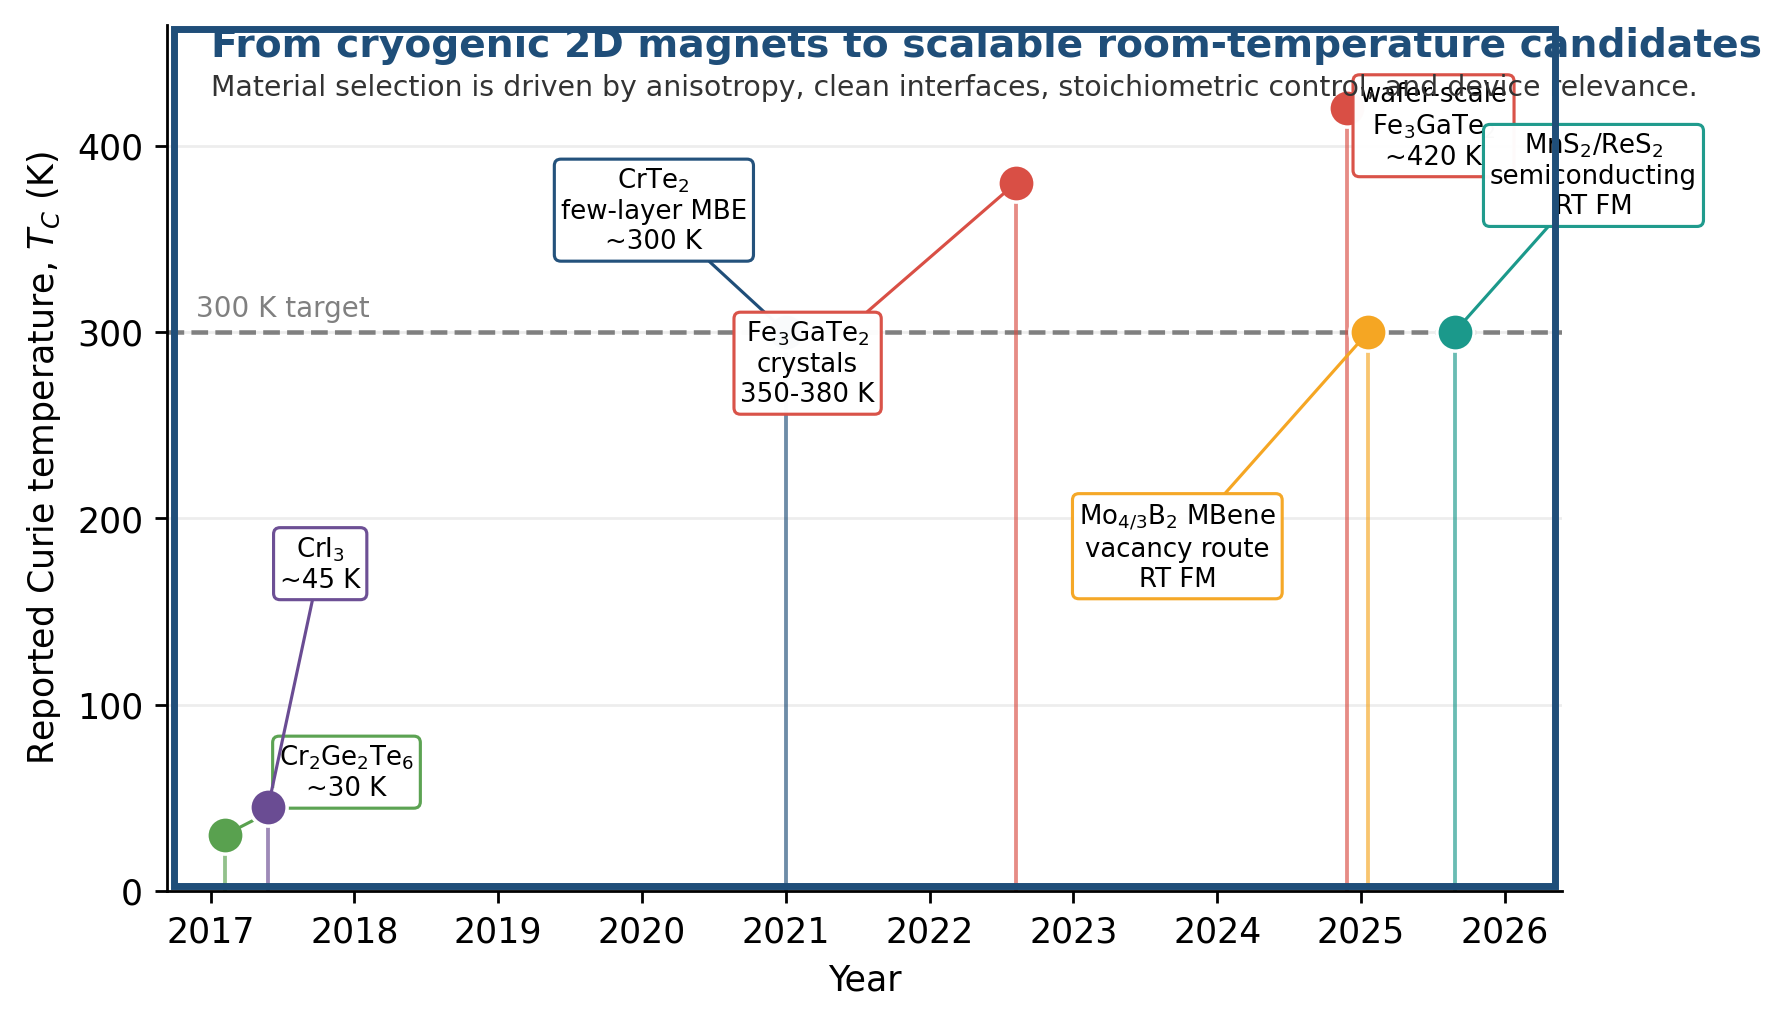 From cryogenic 2D magnets to scalable room-temperature candidates
Material selection is driven by anisotropy, clean interfaces, stoichiometric control, and device relevance.
Reported Curie temperature, T_C (K)
400
300
200
100
0
300 K target
wafer-scale
Fe₃GaTe
~420 K
MnS₂/ReS₂
semiconducting
RT FM
CrTe₂
few-layer MBE
~300 K
Fe₃GaTe₂
crystals
350-380 K
Mo₄/₃B₂ MBene
vacancy route
RT FM
CrI₃
~45 K
Cr₂Ge₂Te₆
~30 K
2017 2018 2019 2020 2021 2022 2023 2024 2025 2026
Year